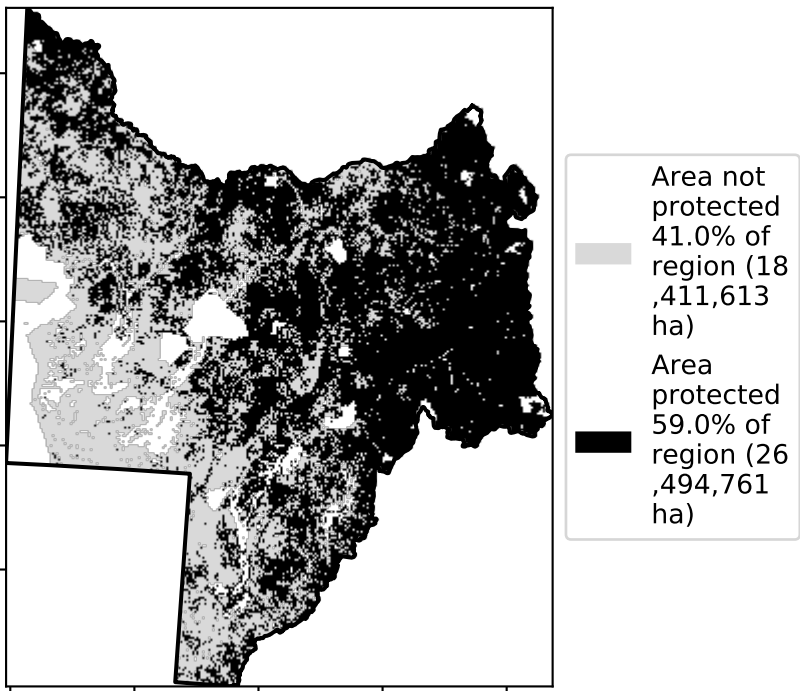 Area not
protected
41.0% of
region (18
,411,613
ha)
Area
protected
59.0% of
region (26
,494,761
ha)